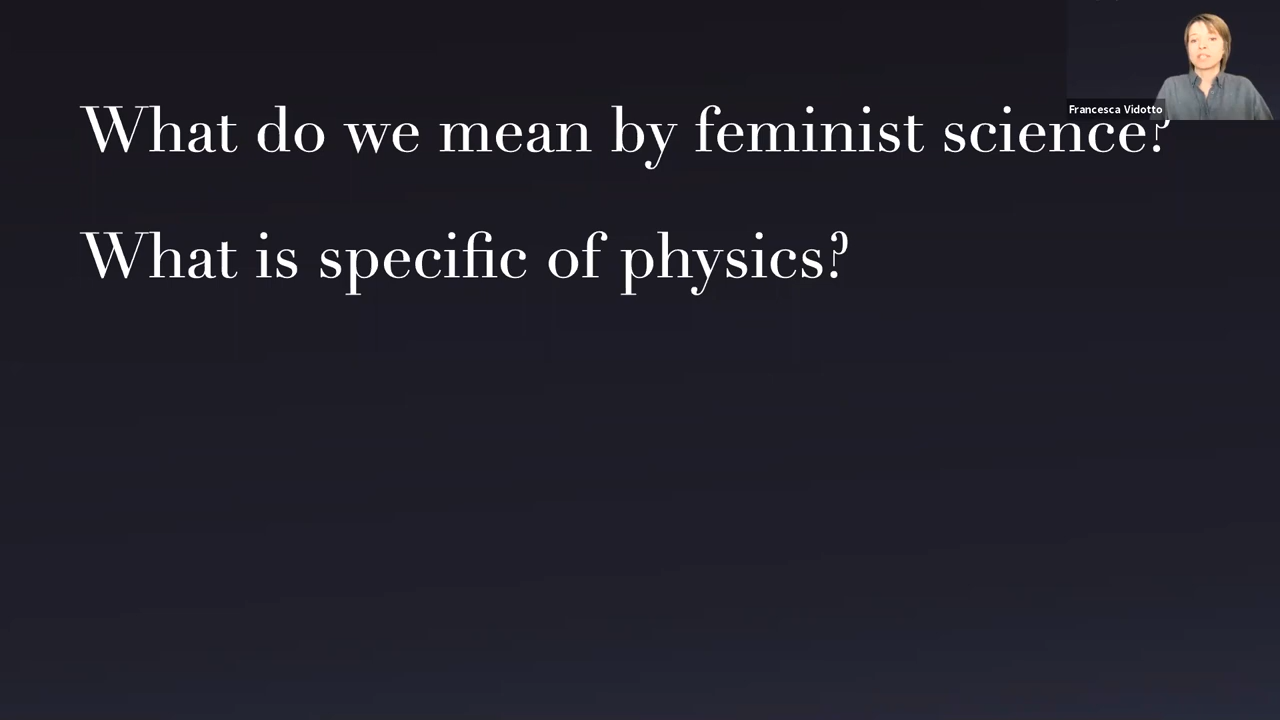 Francesca Vidotto
What do we mean by feminist science?
What is specific of physics?